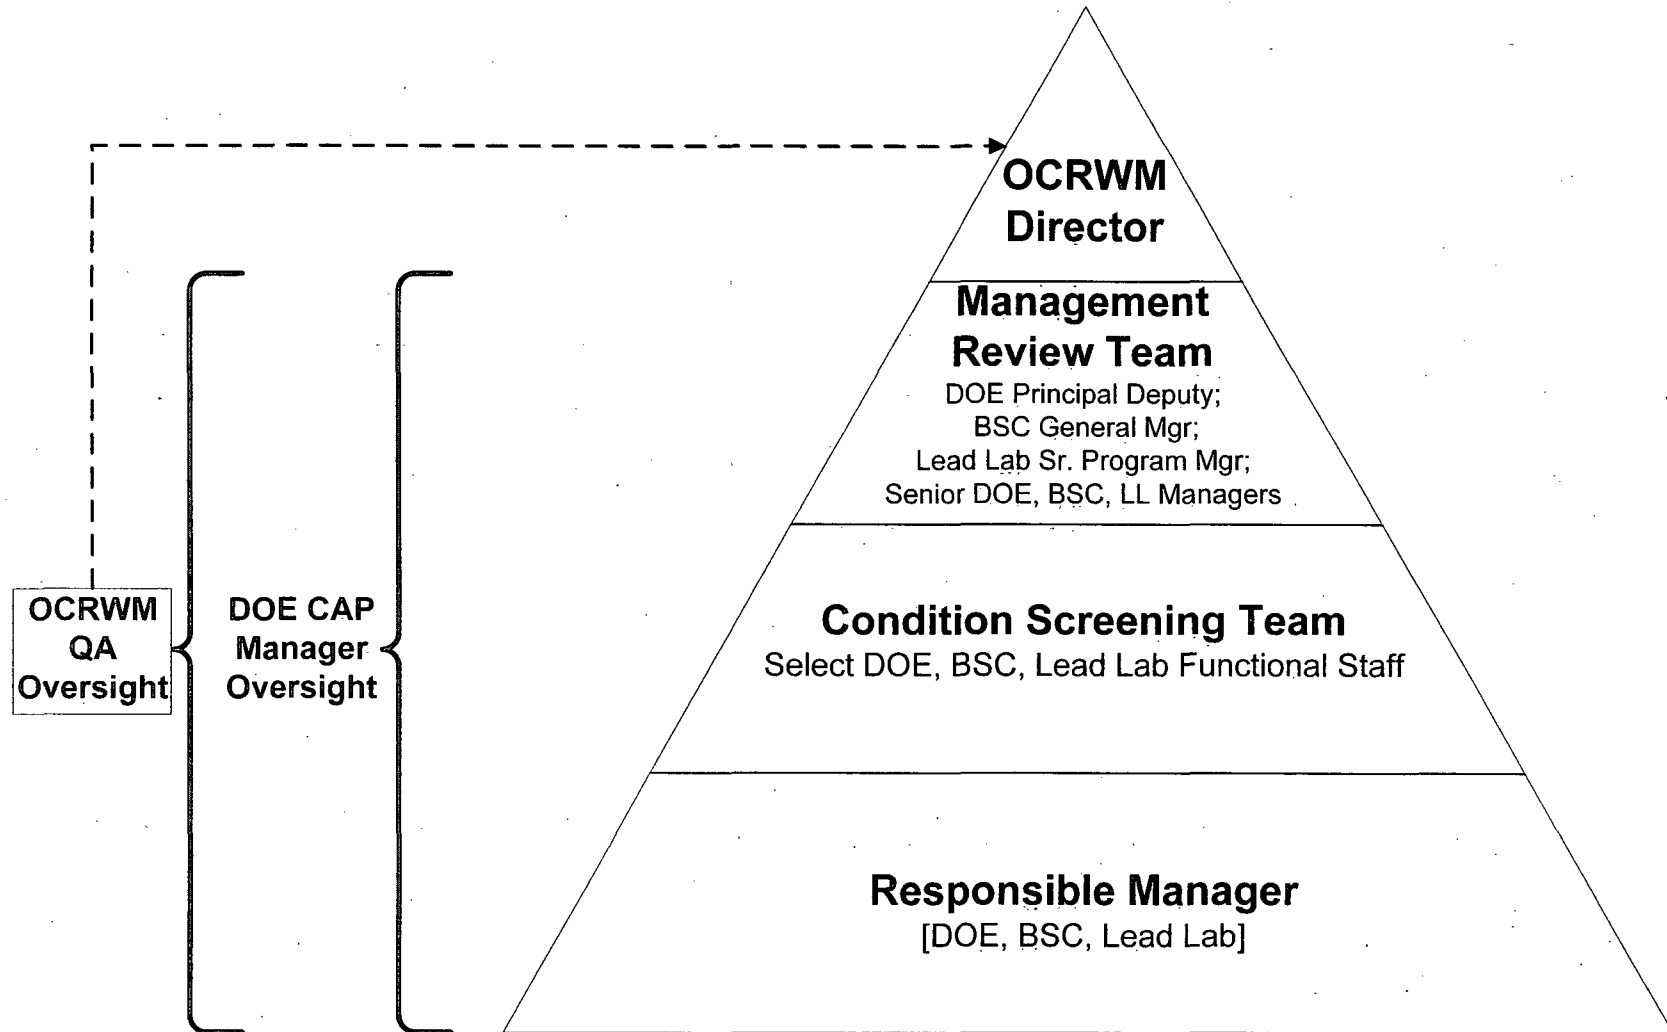 OCRWM
Director
Management
Review Team
DOE Principal Deputy;
BSC General Mgr;
Lead Lab Sr. Program Mgr;
Senior DOE, BSC, LL Managers
OCRWM
QA
Oversight
DOE CAP
Manager
Oversight
Condition Screening Team
Select DOE, BSC, Lead Lab Functional Staff
Responsible Manager
[DOE, BSC, Lead Lab]